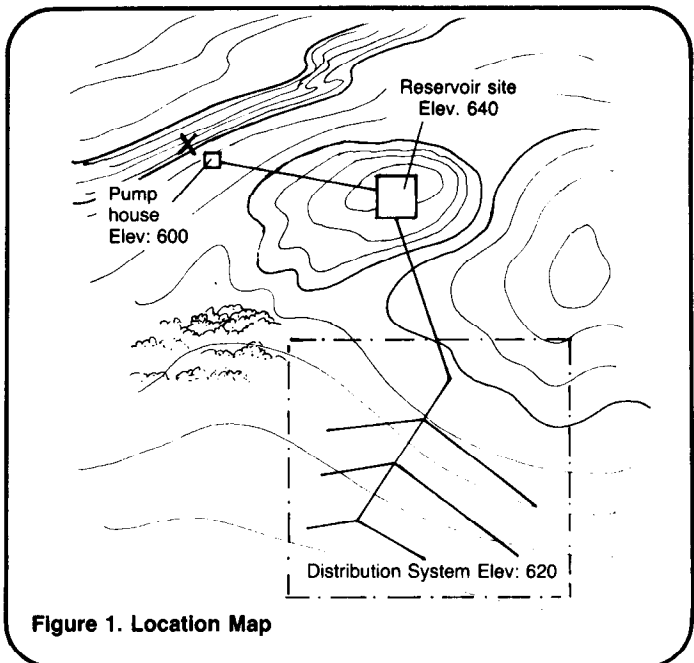 Reservoir site
Elev. 640
Pump
house
Elev: 600
Distribution System Elev: 620
Figure 1. Location Map